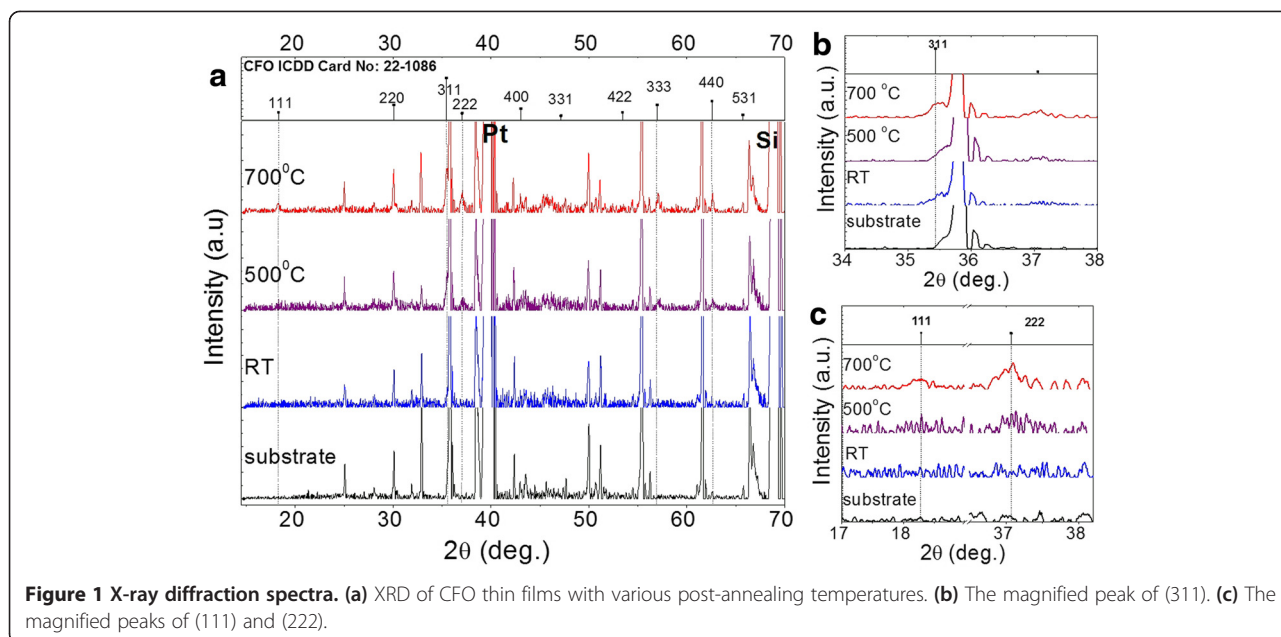 a
20 30 40 50 60 70
CFO ICDD Card No: 22-1086
111 220 311 222 400 331 422 333 440 531
Pt Si
700°C
500°C
RT
substrate
Intensity (a.u)
20 30 40 50 60 70
2θ (deg.)
b
311
700 °C
500 °C
RT
substrate
Intensity (a.u.)
34 35 36 37 38
2θ (deg.)
c
111 222
700°C
500°C
RT
substrate
Intensity (a.u.)
17 18 37 38
2θ (deg.)
Figure 1 X-ray diffraction spectra. (a) XRD of CFO thin films with various post-annealing temperatures. (b) The magnified peak of (311). (c) The
magnified peaks of (111) and (222).